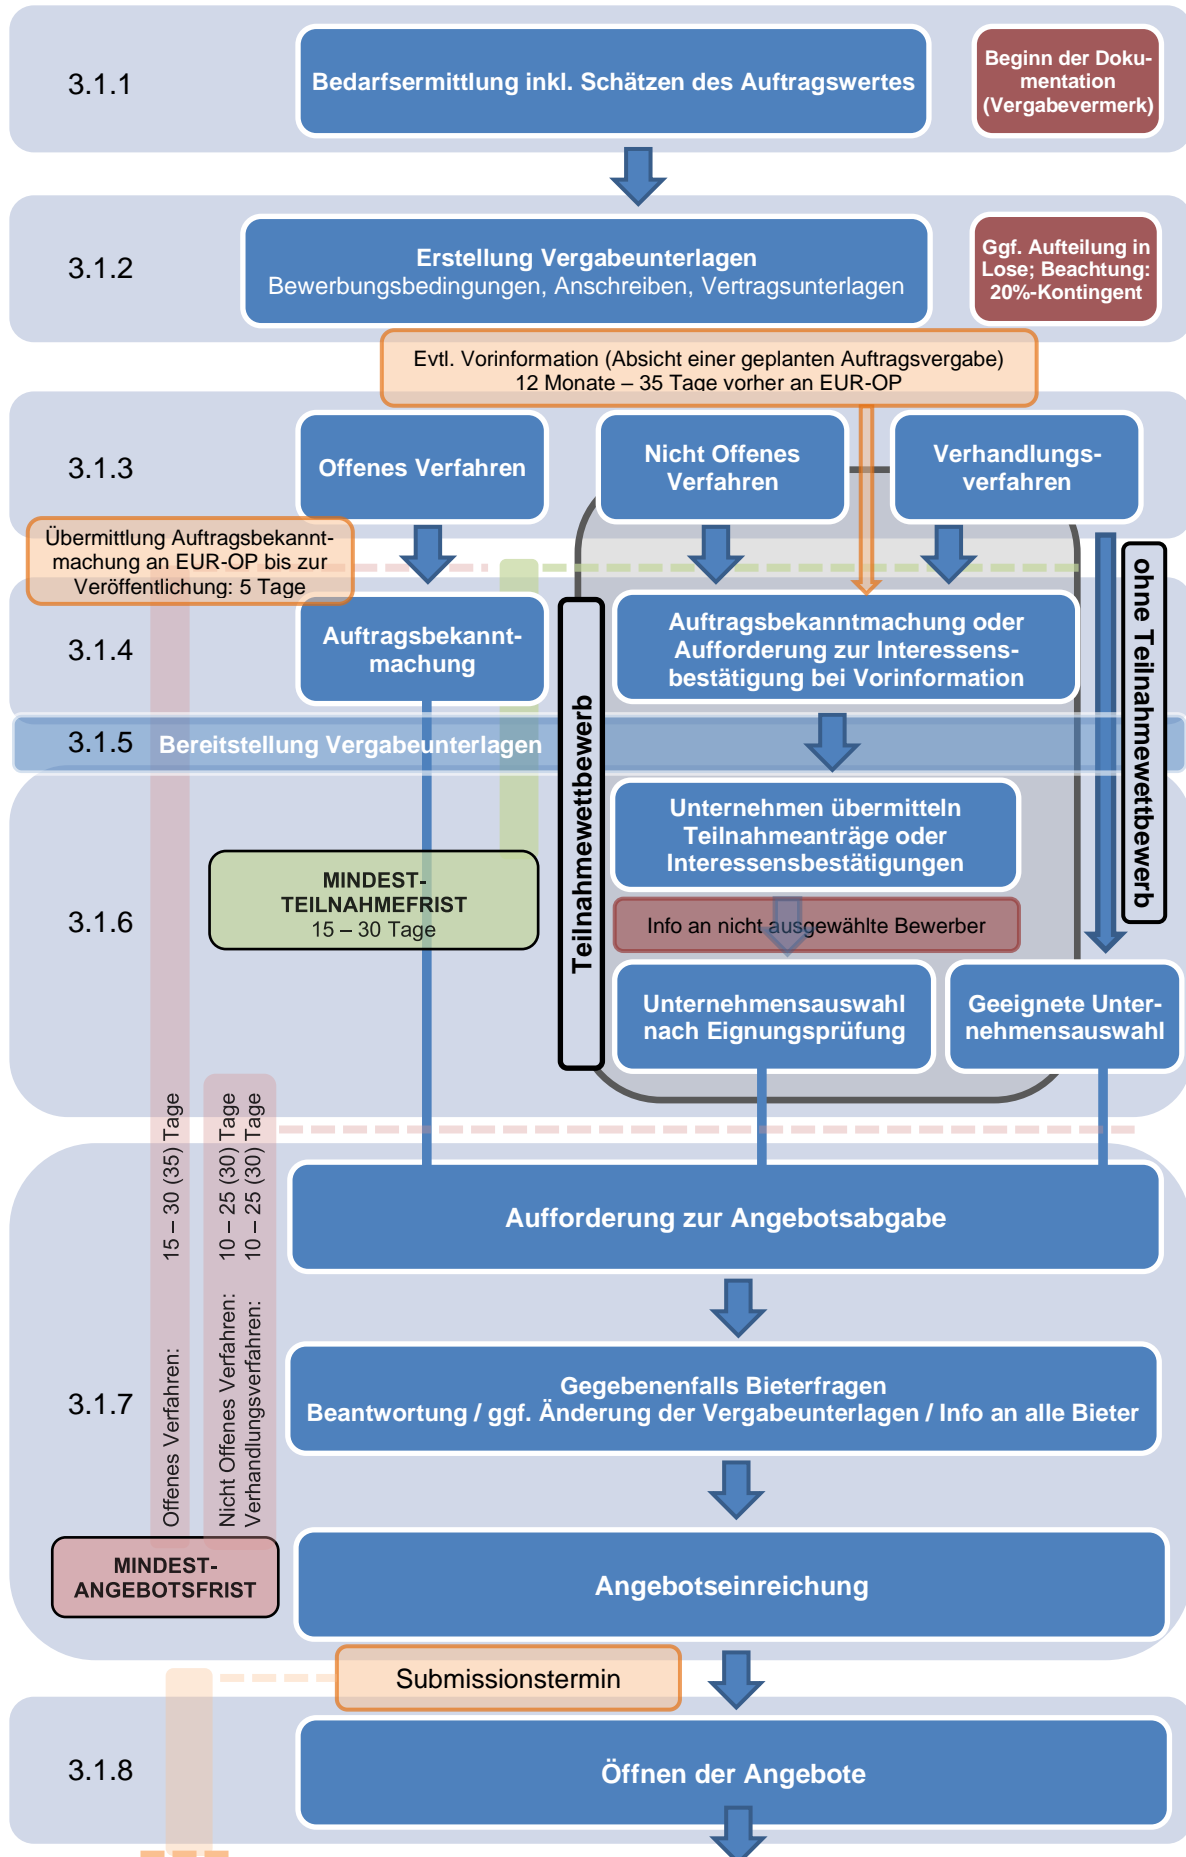 3.1.1
Bedarfsermittlung inkl. Schätzen des Auftragswertes
Beginn der Doku-
mentation
(Vergabevermerk)
3.1.2
Erstellung Vergabeunterlagen
Bewerbungsbedingungen, Anschreiben, Vertragsunterlagen
Ggf. Aufteilung in
Lose; Beachtung:
20%-Kontingent
Evtl. Vorinformation (Absicht einer geplanten Auftragsvergabe)
12 Monate – 35 Tage vorher an EUR-OP
3.1.3
Offenes Verfahren
Nicht Offenes
Verfahren
Verhandlungs-
verfahren
Übermittlung Auftragsbekannt-
machung an EUR-OP bis zur
Veröffentlichung: 5 Tage
3.1.4
Auftragsbekannt-
machung
Auftragsbekanntmachung oder
Aufforderung zur Interessens-
bestätigung bei Vorinformation
ohne Teilnahmewettbewerb
Teilnahmewettbewerb
3.1.5
Bereitstellung Vergabeunterlagen
3.1.6
Unternehmen übermitteln
Teilnahmeanträge oder
Interessensbestätigungen
MINDEST-
TEILNAHMEFRIST
15 – 30 Tage
Info an nicht ausgewählte Bewerber
Unternehmensauswahl
nach Eignungsprüfung
Geeignete Unter-
nehmensauswahl
Offenes Verfahren: 15 – 30 (35) Tage
Nicht Offenes Verfahren: 10 – 25 (30) Tage
Verhandlungsverfahren: 10 – 25 (30) Tage
Aufforderung zur Angebotsabgabe
3.1.7
Gegebenenfalls Bieterfragen
Beantwortung / ggf. Änderung der Vergabeunterlagen / Info an alle Bieter
MINDEST-
ANGEBOTSFRIST
Angebotseinreichung
Submissionstermin
3.1.8
Öffnen der Angebote